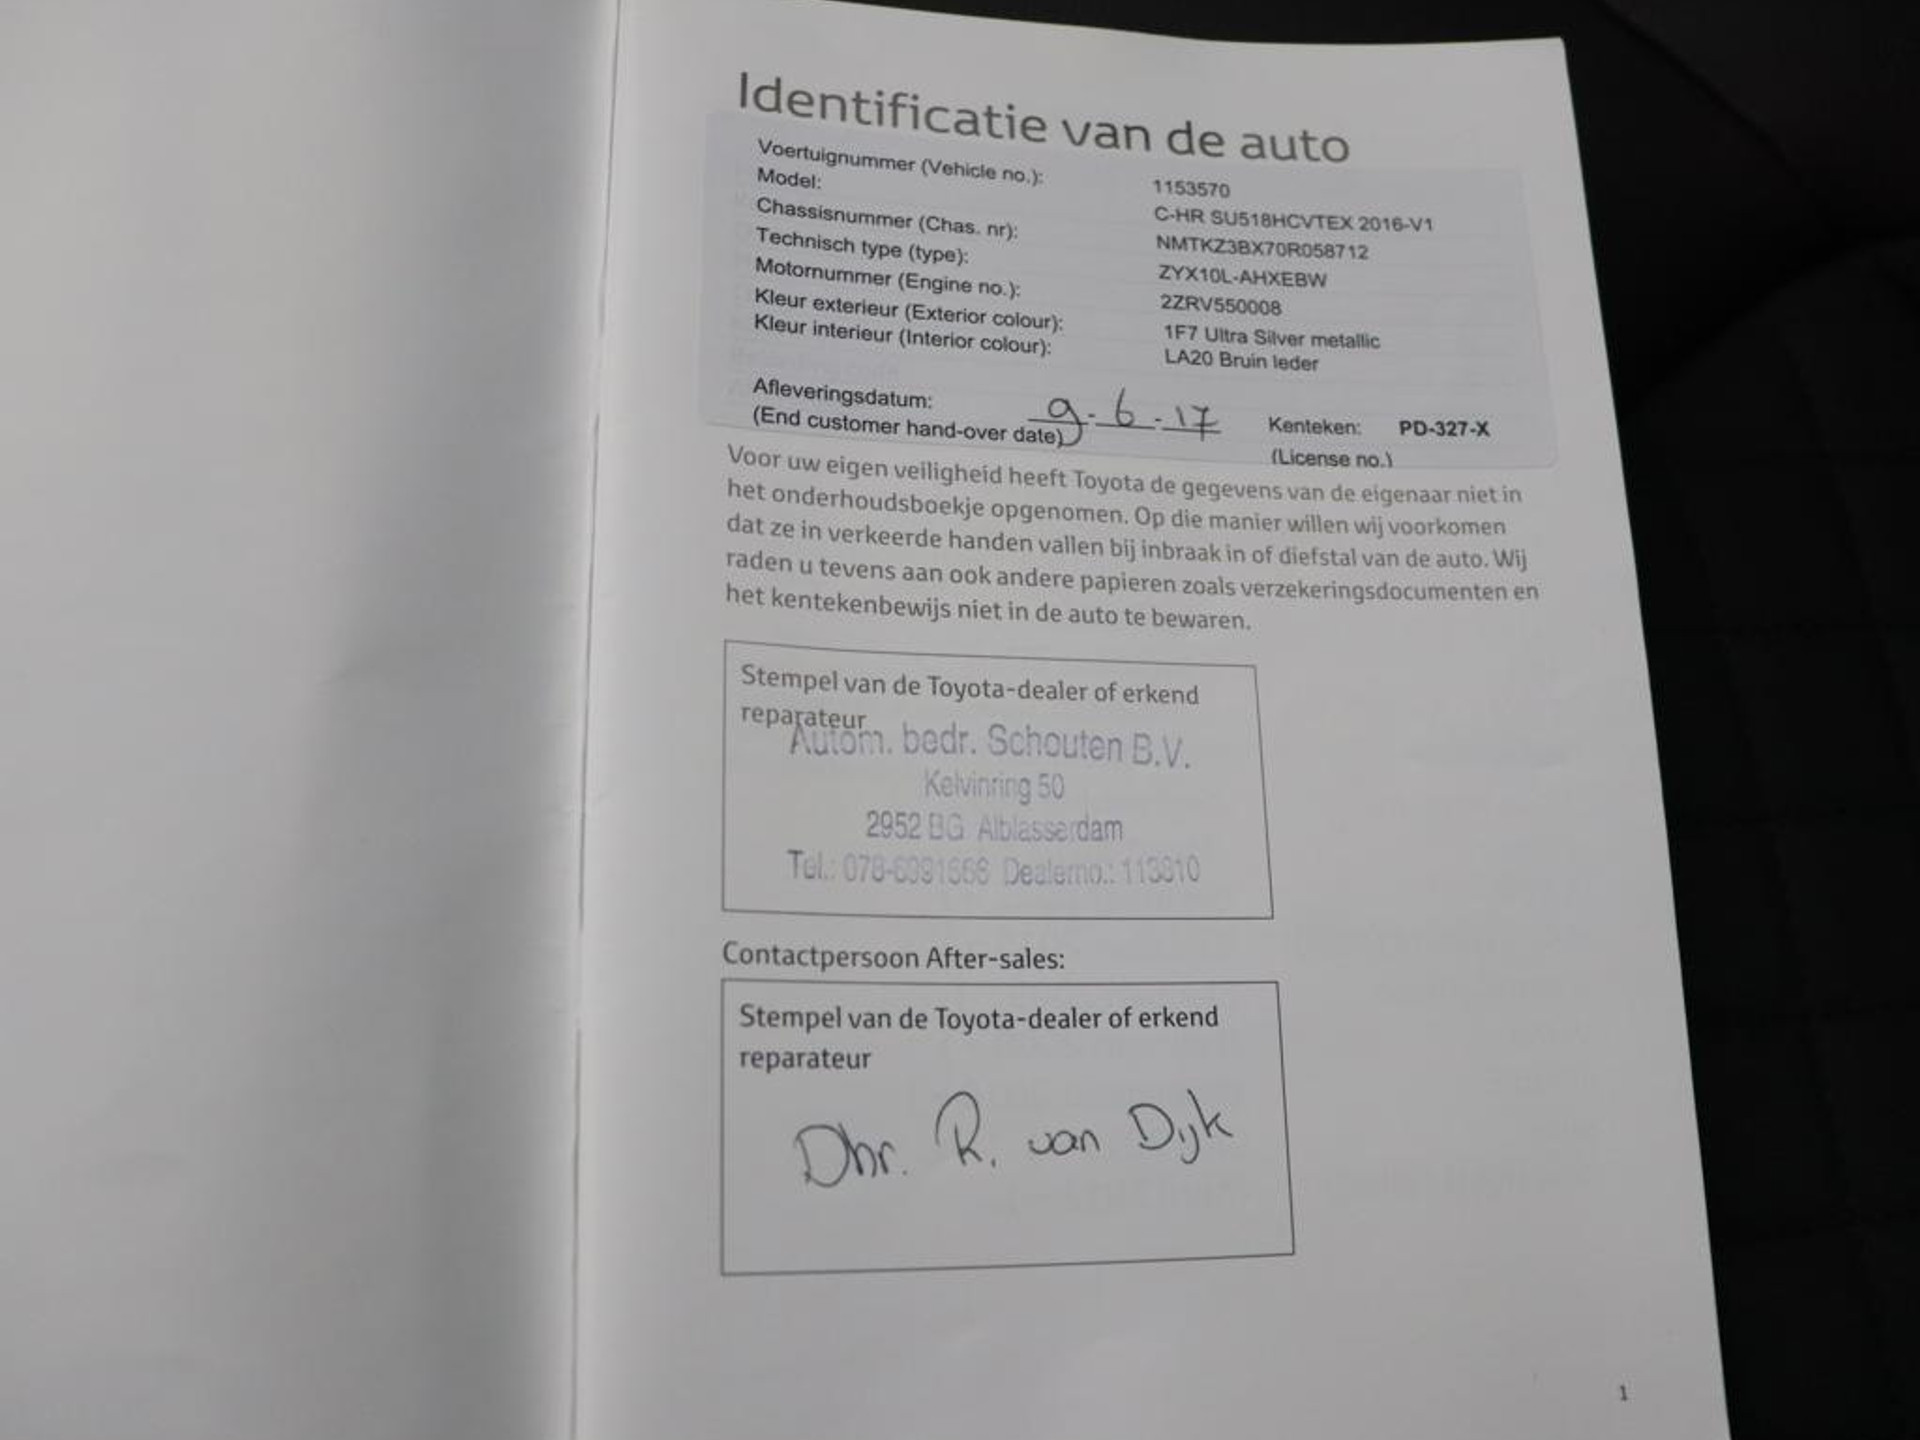 Identificatie van de auto
Voertuignummer (Vehicle no.): 1153570
Model: C-HR SU518HCVTEX 2016-V1
Chassisnummer (Chas. nr): NMTKZ3BX70R058712
Technisch type (type): ZYX10L-AHXEBW
Motornummer (Engine no.): 2ZRV550008
Kleur exterieur (Exterior colour): 1F7 Ultra Silver metallic
Kleur interieur (Interior colour): LA20 Bruin leder
Afleveringsdatum: 9-6-17 Kenteken: PD-327-X
(End customer hand-over date) (License no.)
Voor uw eigen veiligheid heeft Toyota de gegevens van de eigenaar niet in
het onderhoudsboekje opgenomen. Op die manier willen wij voorkomen
dat ze in verkeerde handen vallen bij inbraak in of diefstal van de auto. Wij
raden u tevens aan ook andere papieren zoals verzekeringsdocumenten en
het kentekenbewijs niet in de auto te bewaren.
Stempel van de Toyota-dealer of erkend
reparateur
Autom. bedr. Schouten B.V.
Kelvinring 50
2952 BG Alblasserdam
Tel.: Dealerno.:
Contactpersoon After-sales:
Stempel van de Toyota-dealer of erkend
reparateur
Dhr. R. van Dijk
1